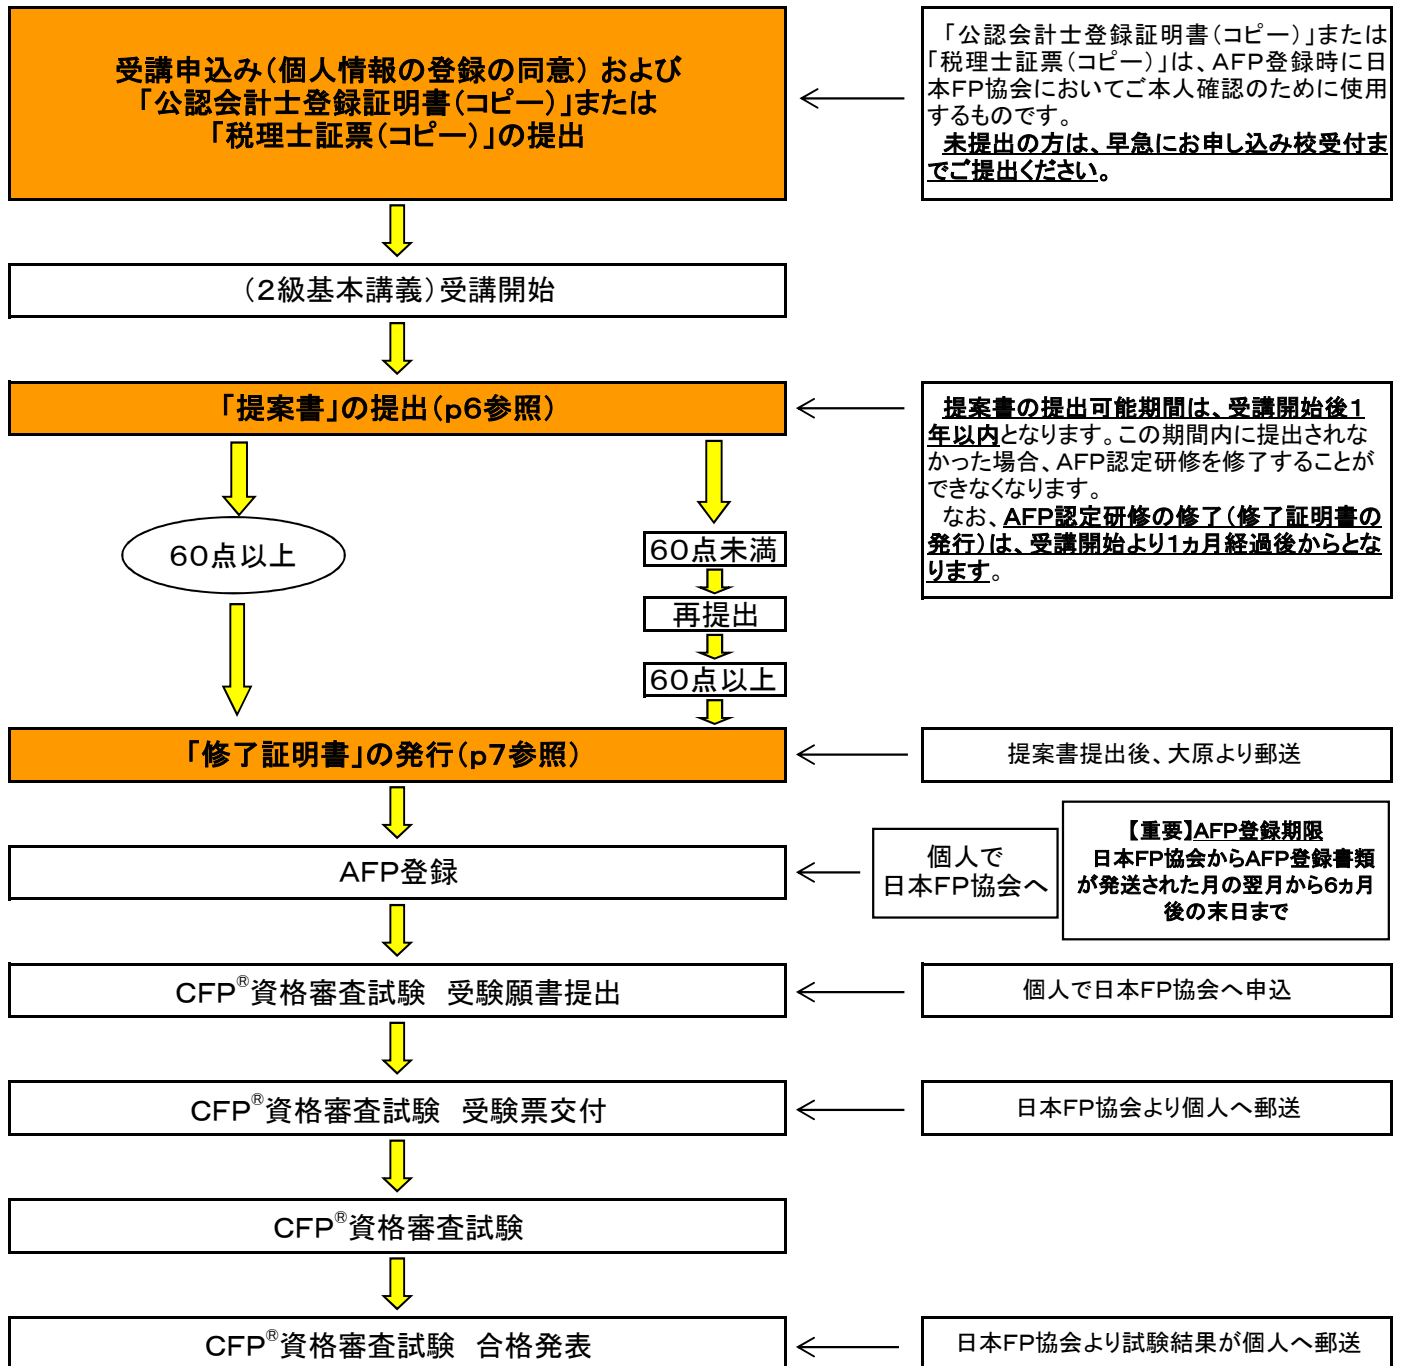 受講申込み（個人情報の登録の同意）および
「公認会計士登録証明書（コピー）」または
「税理士証票（コピー）」の提出
「公認会計士登録証明書（コピー）」または
「税理士証票（コピー）」は、ＡＦＰ登録時に日
本ＦＰ協会においてご本人確認のために使用
するものです。
未提出の方は、早急にお申し込み校受付ま
でご提出ください。
（２級基本講義）受講開始
「提案書」の提出（ｐ６参照）
提案書の提出可能期間は、受講開始後１
年以内となります。この期間内に提出されな
かった場合、ＡＦＰ認定研修を修了することが
できなくなります。
なお、ＡＦＰ認定研修の修了（修了証明書の
発行）は、受講開始より１ヵ月経過後からとな
ります。
６０点以上
６０点未満
再提出
６０点以上
「修了証明書」の発行（ｐ７参照）
提案書提出後、大原より郵送
ＡＦＰ登録
個人で
日本ＦＰ協会へ
【重要】ＡＦＰ登録期限
日本ＦＰ協会からＡＦＰ登録書類
が発送された月の翌月から６ヵ月
後の末日まで
ＣＦＰ®資格審査試験　受験願書提出
個人で日本ＦＰ協会へ申込
ＣＦＰ®資格審査試験　受験票交付
日本ＦＰ協会より個人へ郵送
ＣＦＰ®資格審査試験
ＣＦＰ®資格審査試験　合格発表
日本ＦＰ協会より試験結果が個人へ郵送